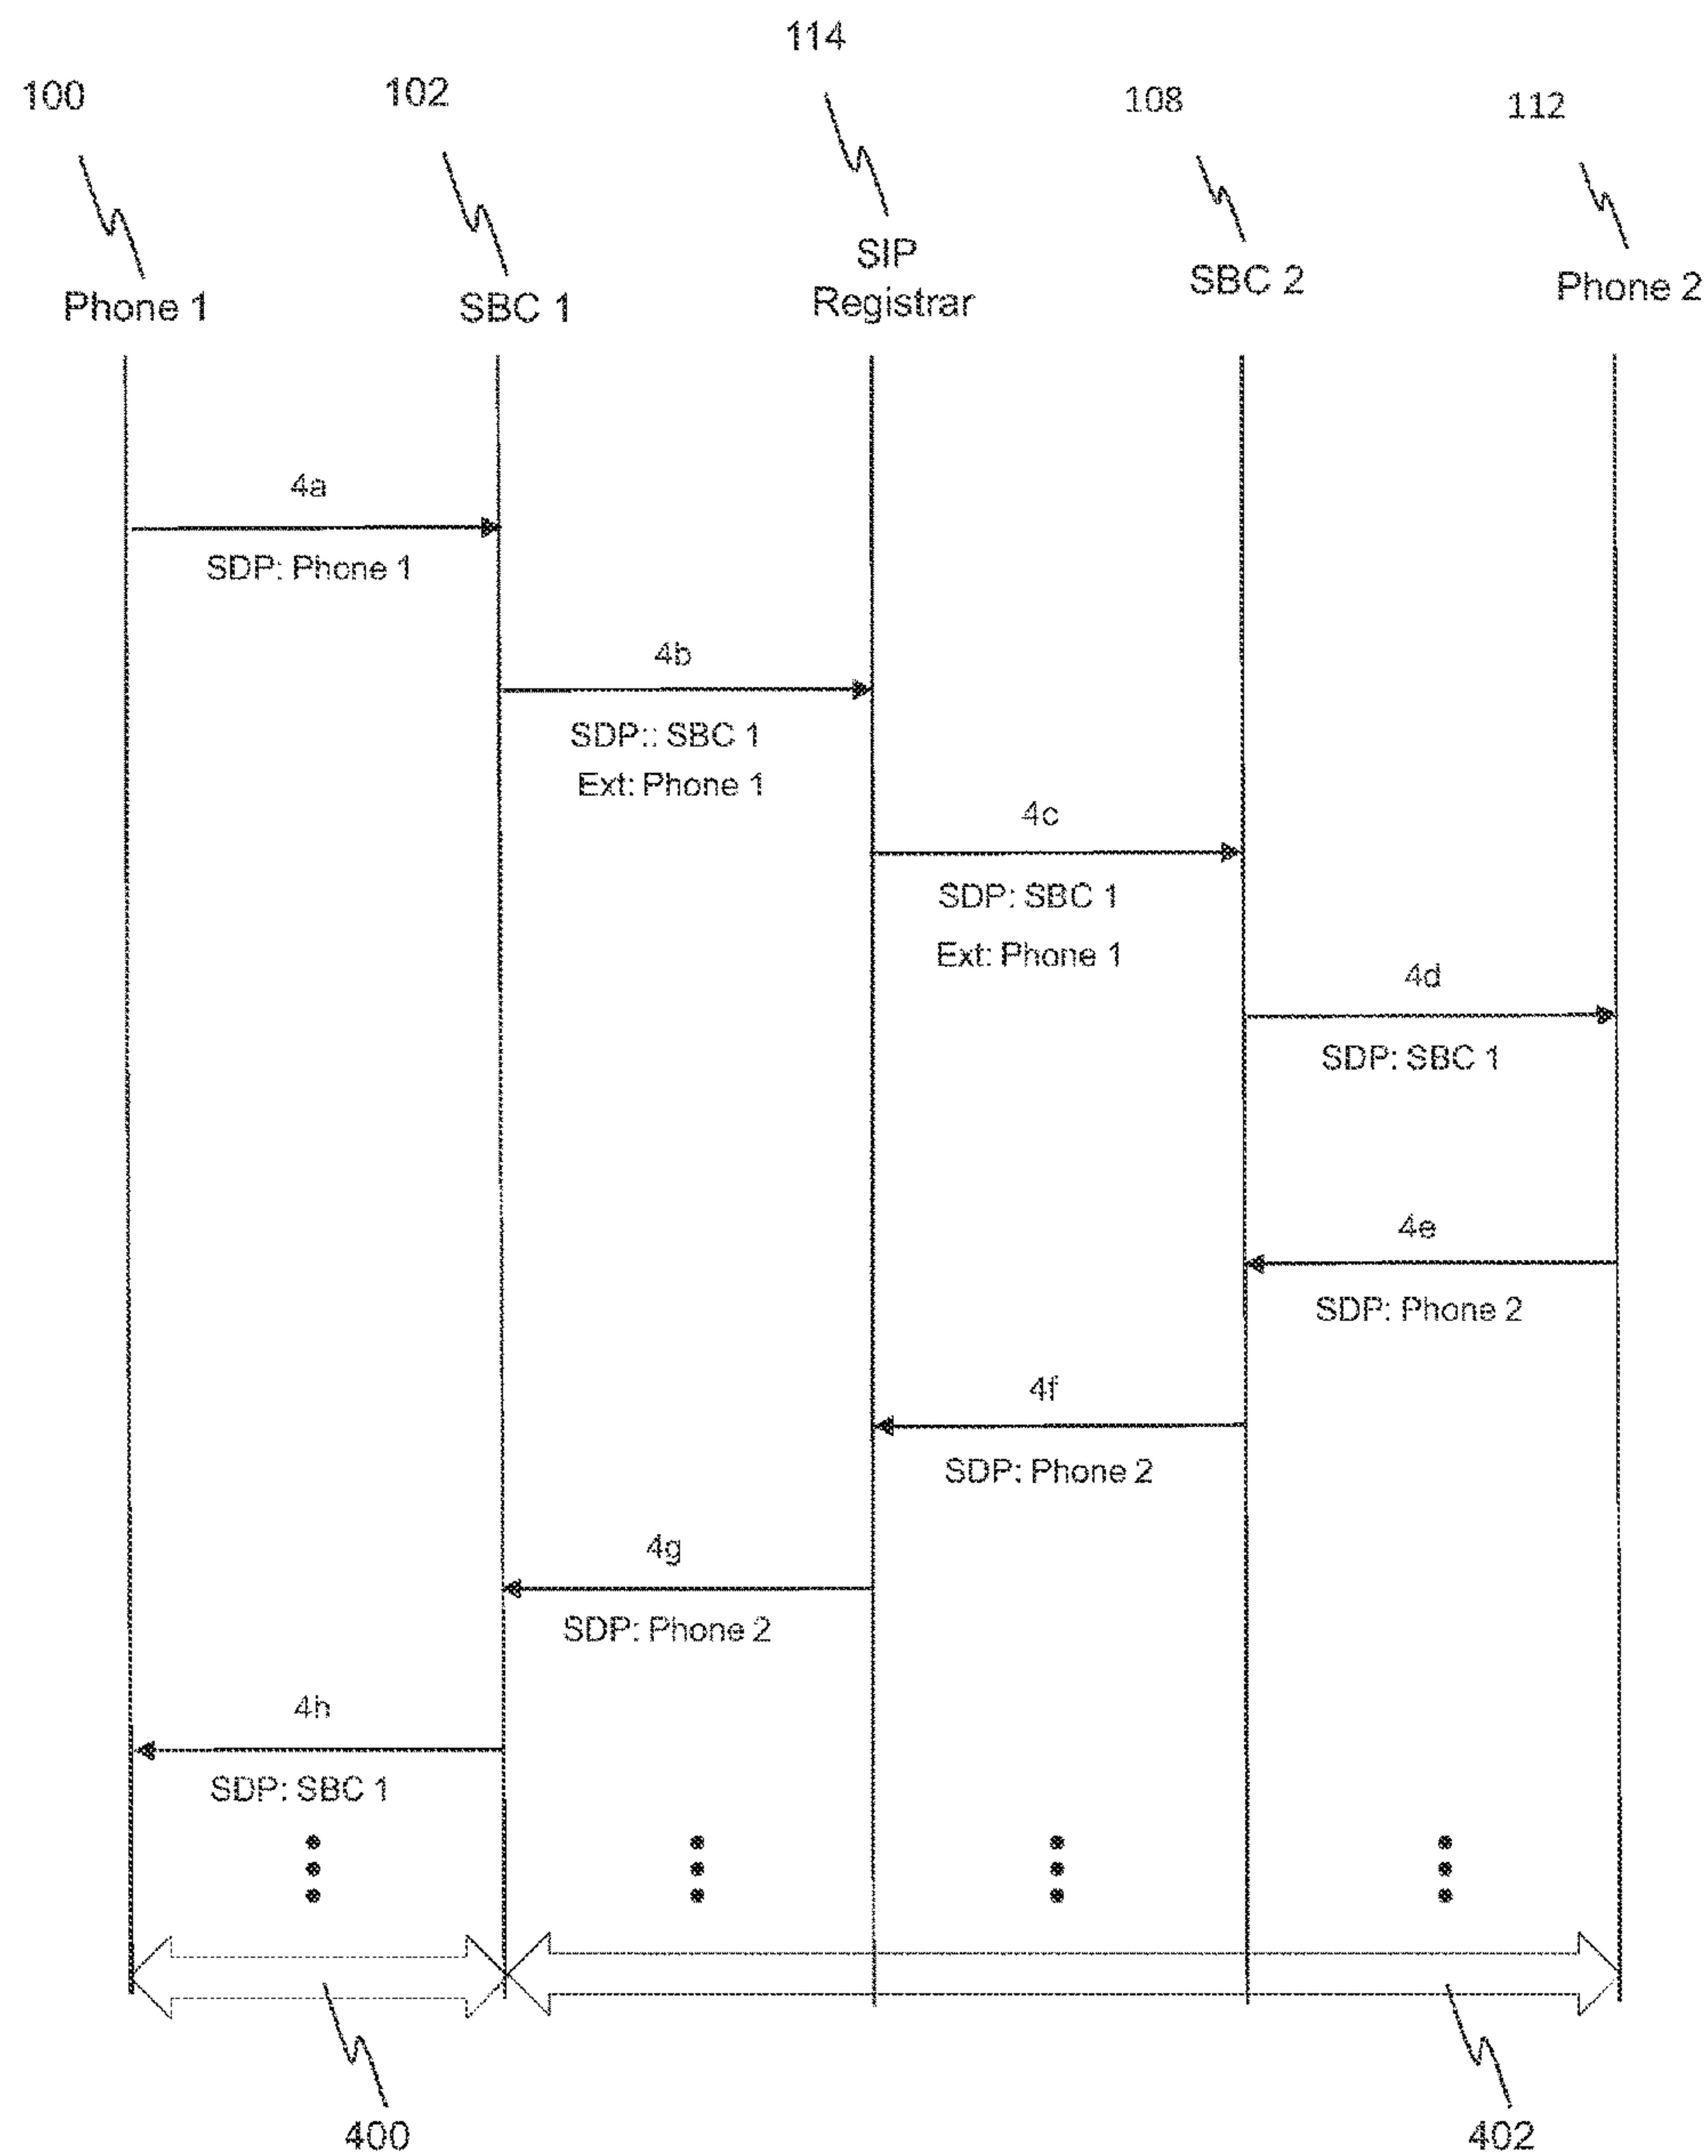 114
100
102
108
112
SIP
Registrar
Phone 1
SBC 1
SBC 2
Phone 2
4a
SDP: Phone 1
4b
SDP:: SBC 1
Ext: Phone 1
4c
SDP: SBC 1
Ext: Phone 1
4d
SDP: SBC 1
4e
SDP: Phone 2
4f
SDP: Phone 2
4g
SDP: Phone 2
4h
SDP: SBC 1
400
402